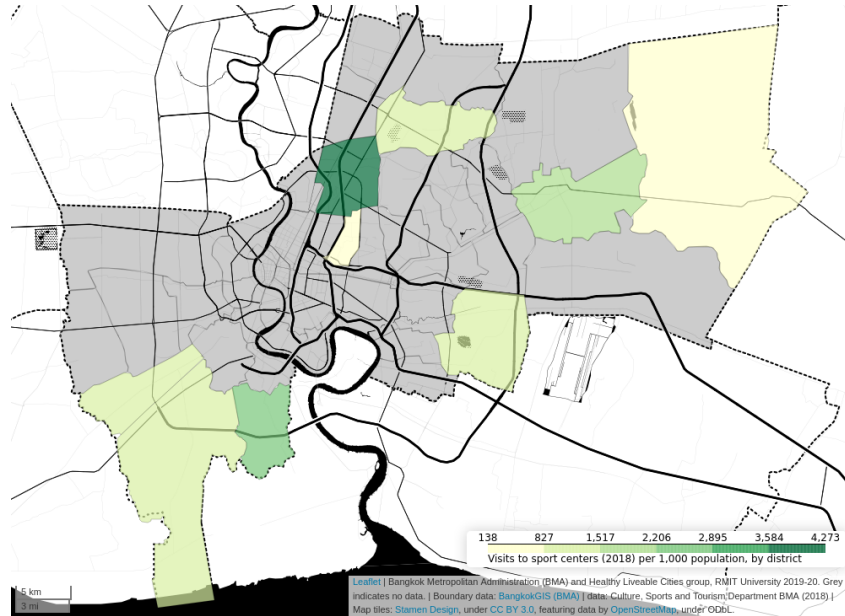 138 827 1,517 2,206 2,895 3,584 4,273
Visits to sport centers (2018) per 1,000 population, by district
5 km
3 mi
Leaflet | Bangkok Metropolitan Administration (BMA) and Healthy Liveable Cities group, RMIT University 2019-20. Grey
indicates no data. | Boundary data: BangkokGIS (BMA) | data: Culture, Sports and Tourism Department BMA (2018) |
Map tiles: Stamen Design, under CC BY 3.0, featuring data by OpenStreetMap, under ODbL.